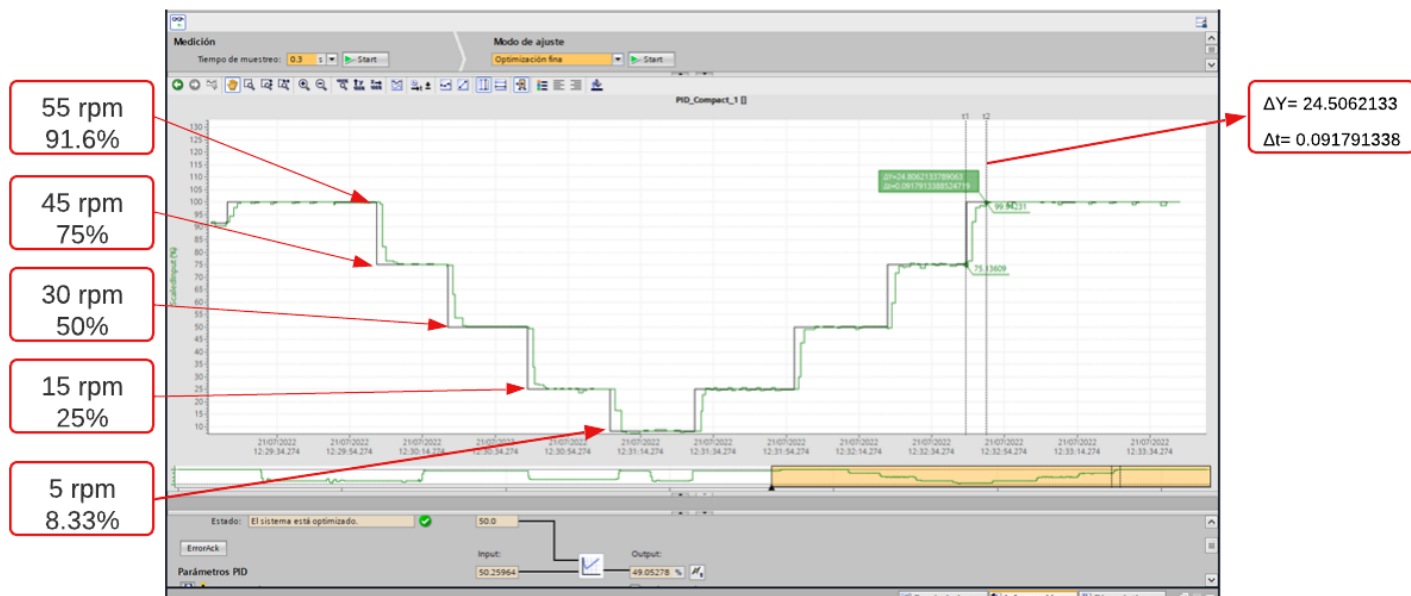 Medición
Modo de ajuste
Tiempo de muestreo: 0.3 s Start
Optimización fina Start
PID_Compact_1 []
55 rpm
91.6%
45 rpm
75%
30 rpm
50%
15 rpm
25%
5 rpm
8.33%
ΔY= 24.5062133
Δt= 0.091791338
t1 t2
ScaledInput (%)
130
125
120
115
110
105
100
95
90
85
80
75
70
65
60
55
50
45
40
35
30
25
20
15
10
ΔY=24.8062133789063
Δt=0.0917913388524719
99.94231
75.13609
21/07/2022 21/07/2022 21/07/2022 21/07/2022 21/07/2022 21/07/2022 21/07/2022 21/07/2022 21/07/2022 21/07/2022 21/07/2022 21/07/2022 21/07/2022
12:29:34.274 12:29:54.274 12:30:14.274 12:30:34.274 12:30:54.274 12:31:14.274 12:31:34.274 12:31:54.274 12:32:14.274 12:32:34.274 12:32:54.274 12:33:14.274 12:33:34.274
Estado: El sistema está optimizado. 50.0
ErrorAck
Input: Output:
50.25964 49.05278 %
Parámetros PID